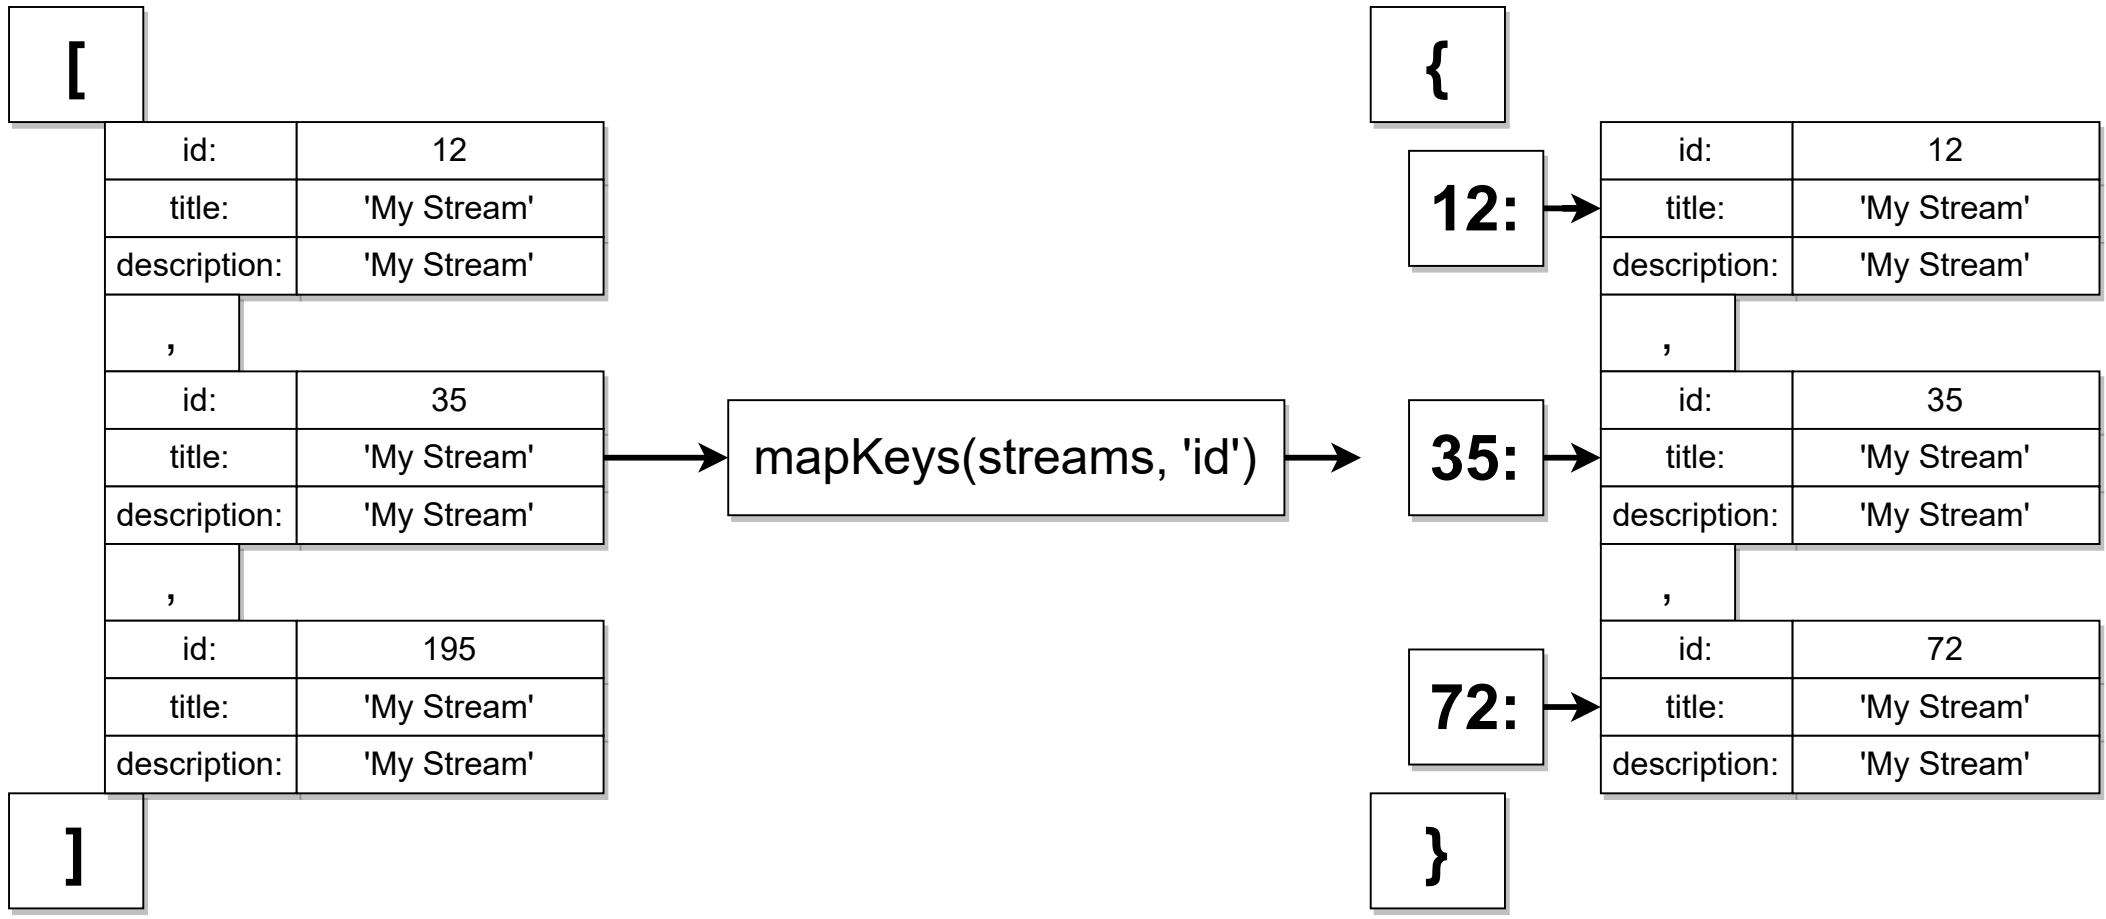 [
id: 12
title: 'My Stream'
description: 'My Stream'
,
id: 35
title: 'My Stream'
description: 'My Stream'
,
id: 195
title: 'My Stream'
description: 'My Stream'
]
mapKeys(streams, 'id')
{
12:
id: 12
title: 'My Stream'
description: 'My Stream'
,
35:
id: 35
title: 'My Stream'
description: 'My Stream'
,
72:
id: 72
title: 'My Stream'
description: 'My Stream'
}